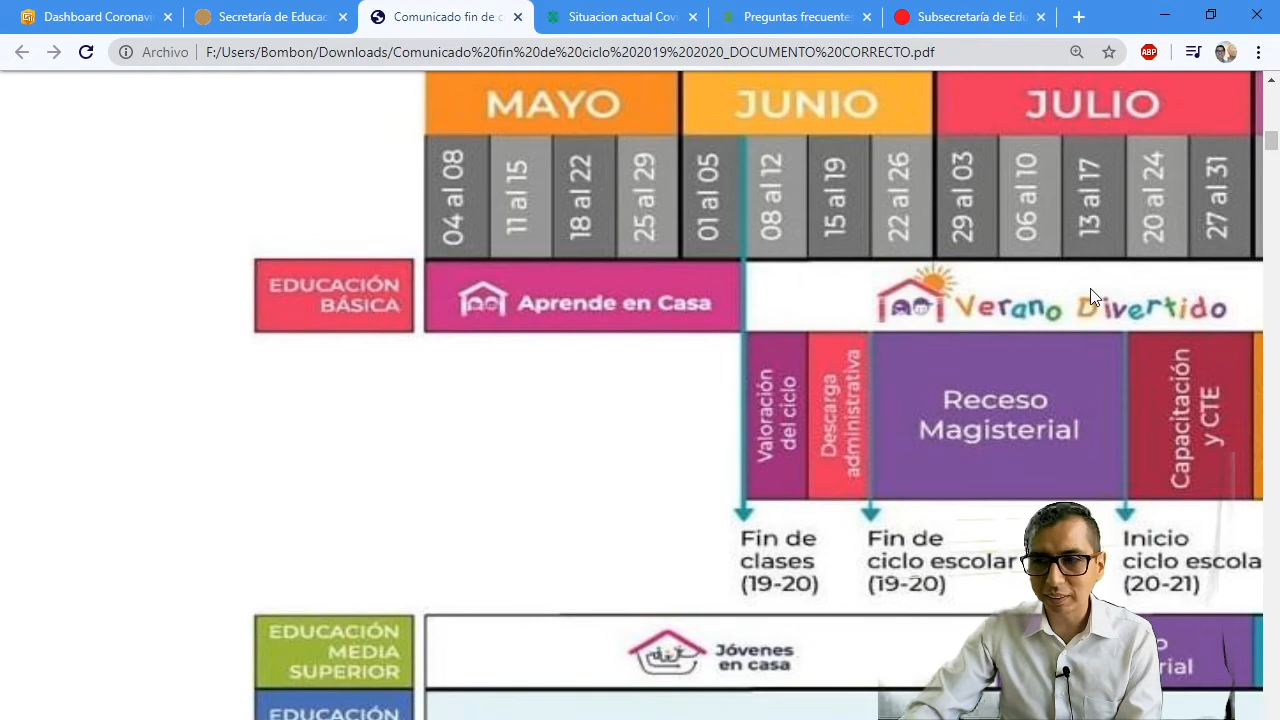 Dashboard Coronavi
Secretaría de Educac
Comunicado fin de c
Situacion actual Covi
Preguntas frecuente
Subsecretaría de Edu
Archivo
F:/Users/Bombon/Downloads/Comunicado%20fin%20de%20ciclo%202019%202020_DOCUMENTO%20CORRECTO.pdf
ABP
MAYO
JUNIO
JULIO
04 al 08
11 al 15
18 al 22
25 al 29
01 al 05
08 al 12
15 al 19
22 al 26
29 al 03
06 al 10
13 al 17
20 al 24
27 al 31
EDUCACIÓN
BÁSICA
Aprende en Casa
Verano Divertido
Valoración
del ciclo
Descarga
administrativa
Receso
Magisterial
Capacitación
y CTE
Fin de
clases
(19-20)
Fin de
ciclo escolar
(19-20)
Inicio
ciclo escola
(20-21)
EDUCACIÓN
MEDIA
SUPERIOR
Jóvenes
en casa
EDUCACIÓN